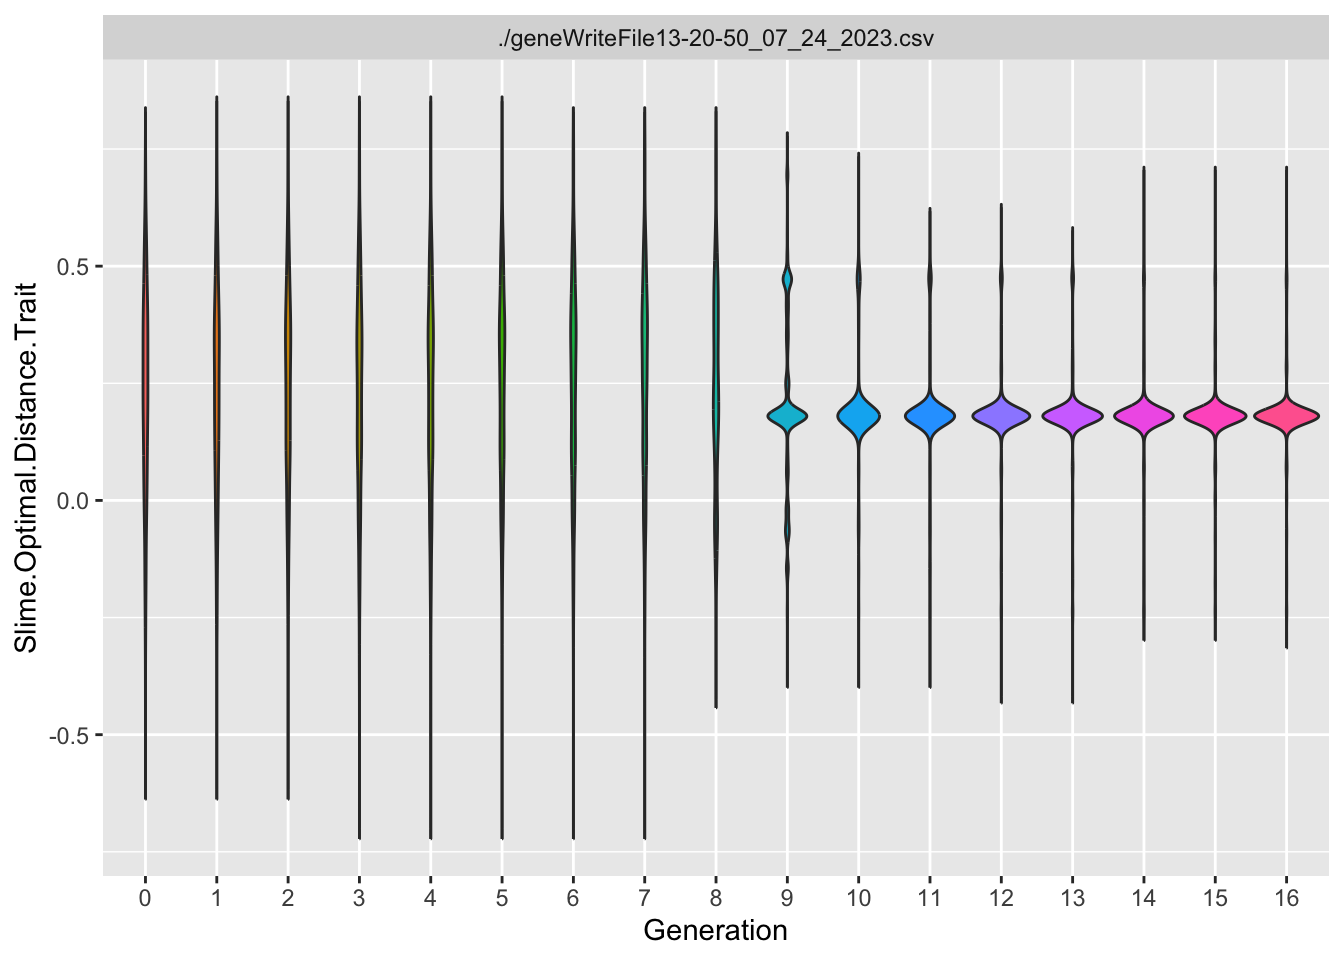 ./geneWriteFile13-20-50_07_24_2023.csv
Slime.Optimal.Distance.Trait
0.5
0.0
-0.5
0 1 2 3 4 5 6 7 8 9 10 11 12 13 14 15 16
Generation